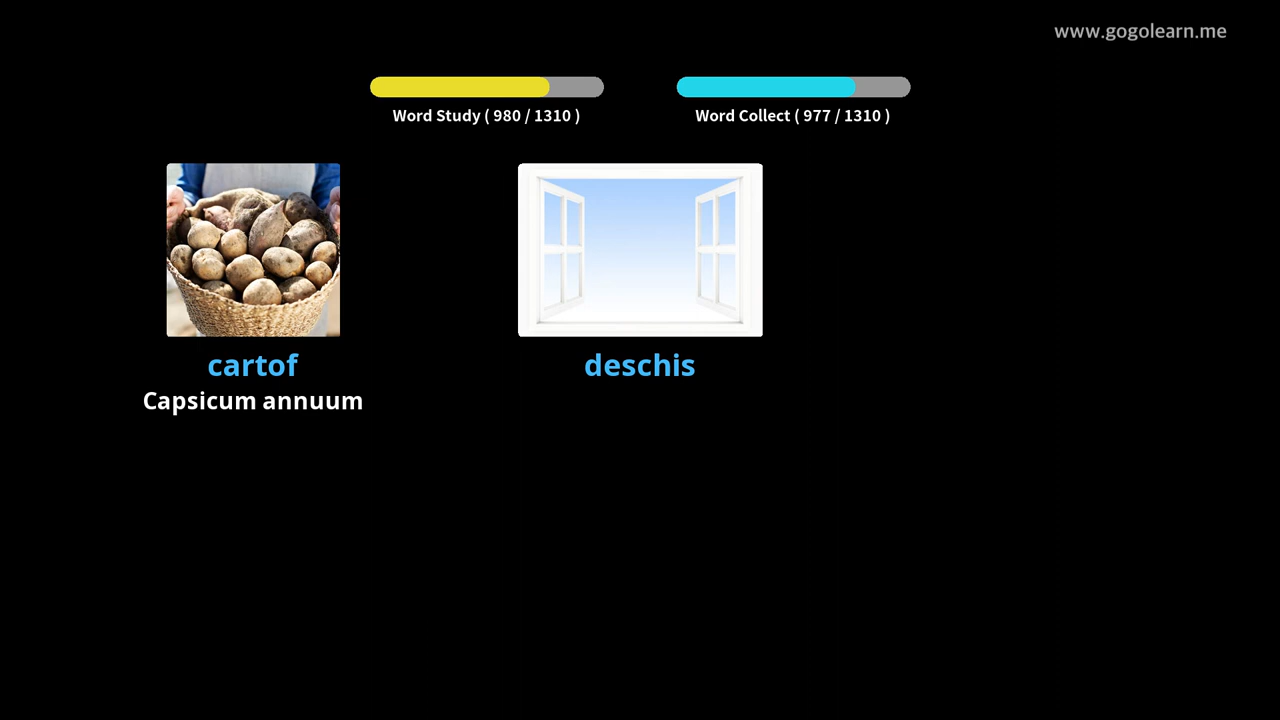 www.gogolearn.me
Word Study ( 980 / 1310 )
Word Collect ( 977 / 1310 )
cartof
deschis
Capsicum annuum